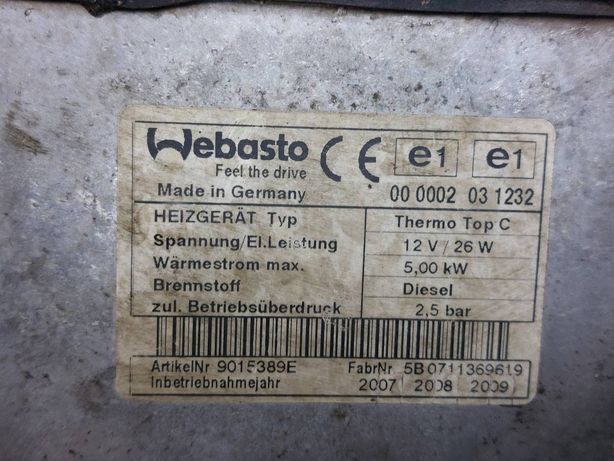 Webasto
Feel the drive
CE e1 e1
Made in Germany 00 0002 03 1232
HEIZGERÄT Typ Thermo Top C
Spannung/El.Leistung 12 V / 26 W
Wärmestrom max. 5,00 kW
Brennstoff Diesel
zul. Betriebsüberdruck 2,5 bar
ArtikelNr 9015389E FabrNr. 5B0711369619
Inbetriebnahmejahr 2007 2008 2009